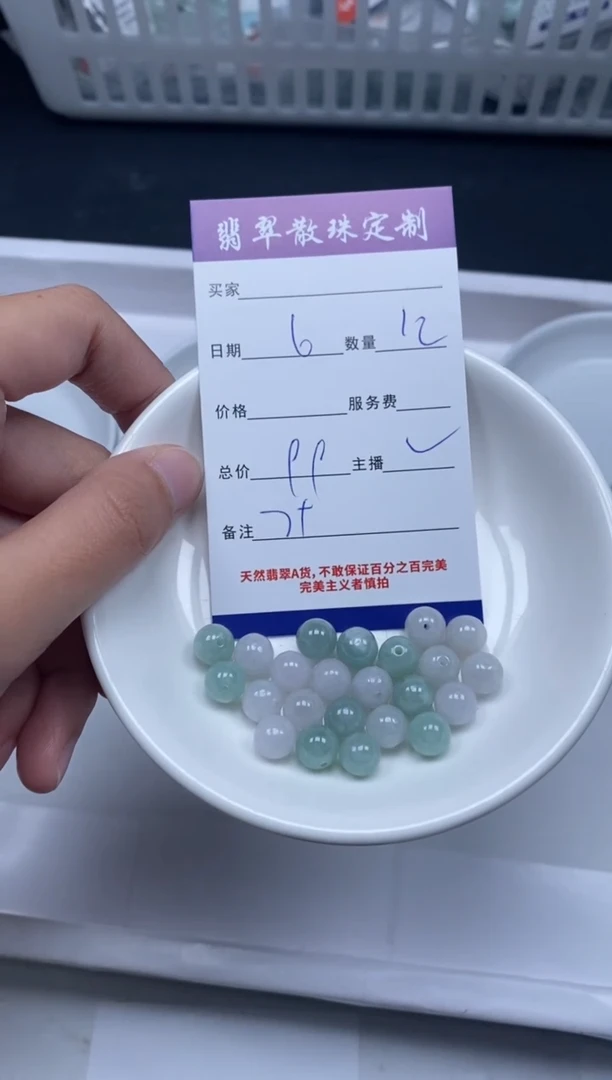 翡翠散珠定制
买家
日期 6 数量 12
价格 服务费
总价 主播
备注
天然翡翠A货,不敢保证百分之百完美
完美主义者慎拍